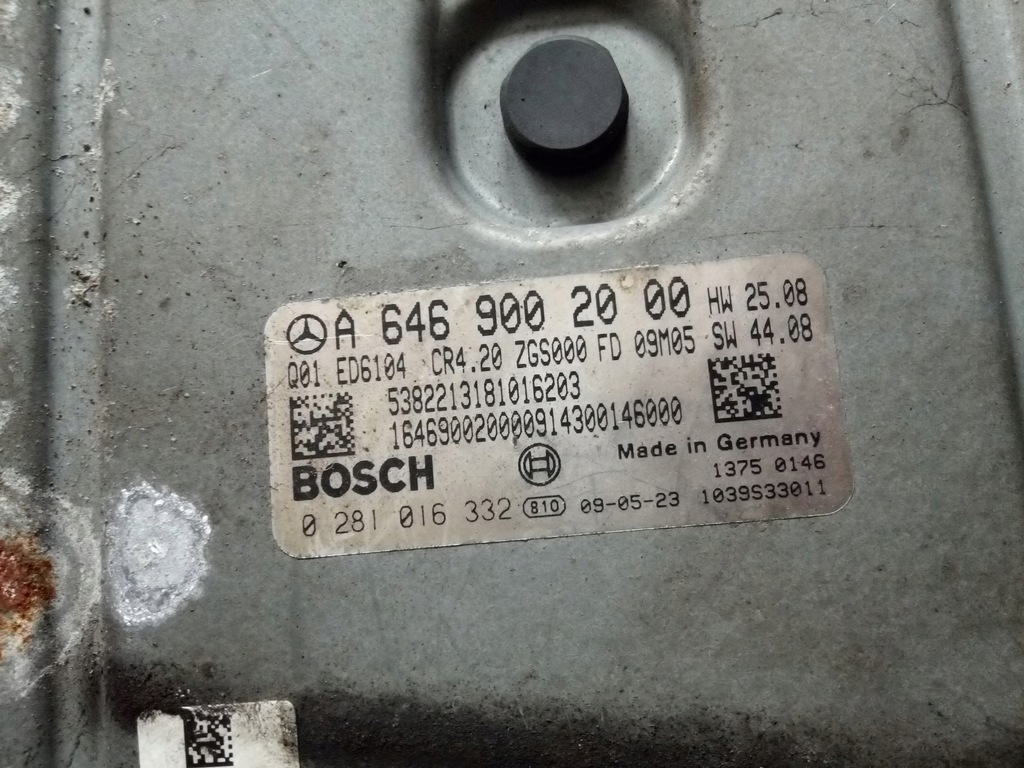 A 646 900 20 00 HW 25.08
Q01 ED6104 CR4.20 ZGS000 FD 09M05 SW 44.08
5382213181016203
164690020000914300146000
BOSCH Made in Germany
1375 0146
0 281 016 332 810 09-05-23 1039S33011